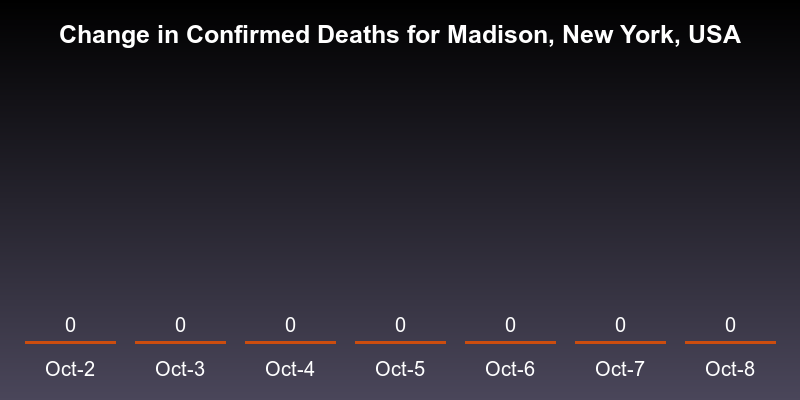 Change in Confirmed Deaths for Madison, New York, USA
0 0 0 0 0 0 0
Oct-2 Oct-3 Oct-4 Oct-5 Oct-6 Oct-7 Oct-8